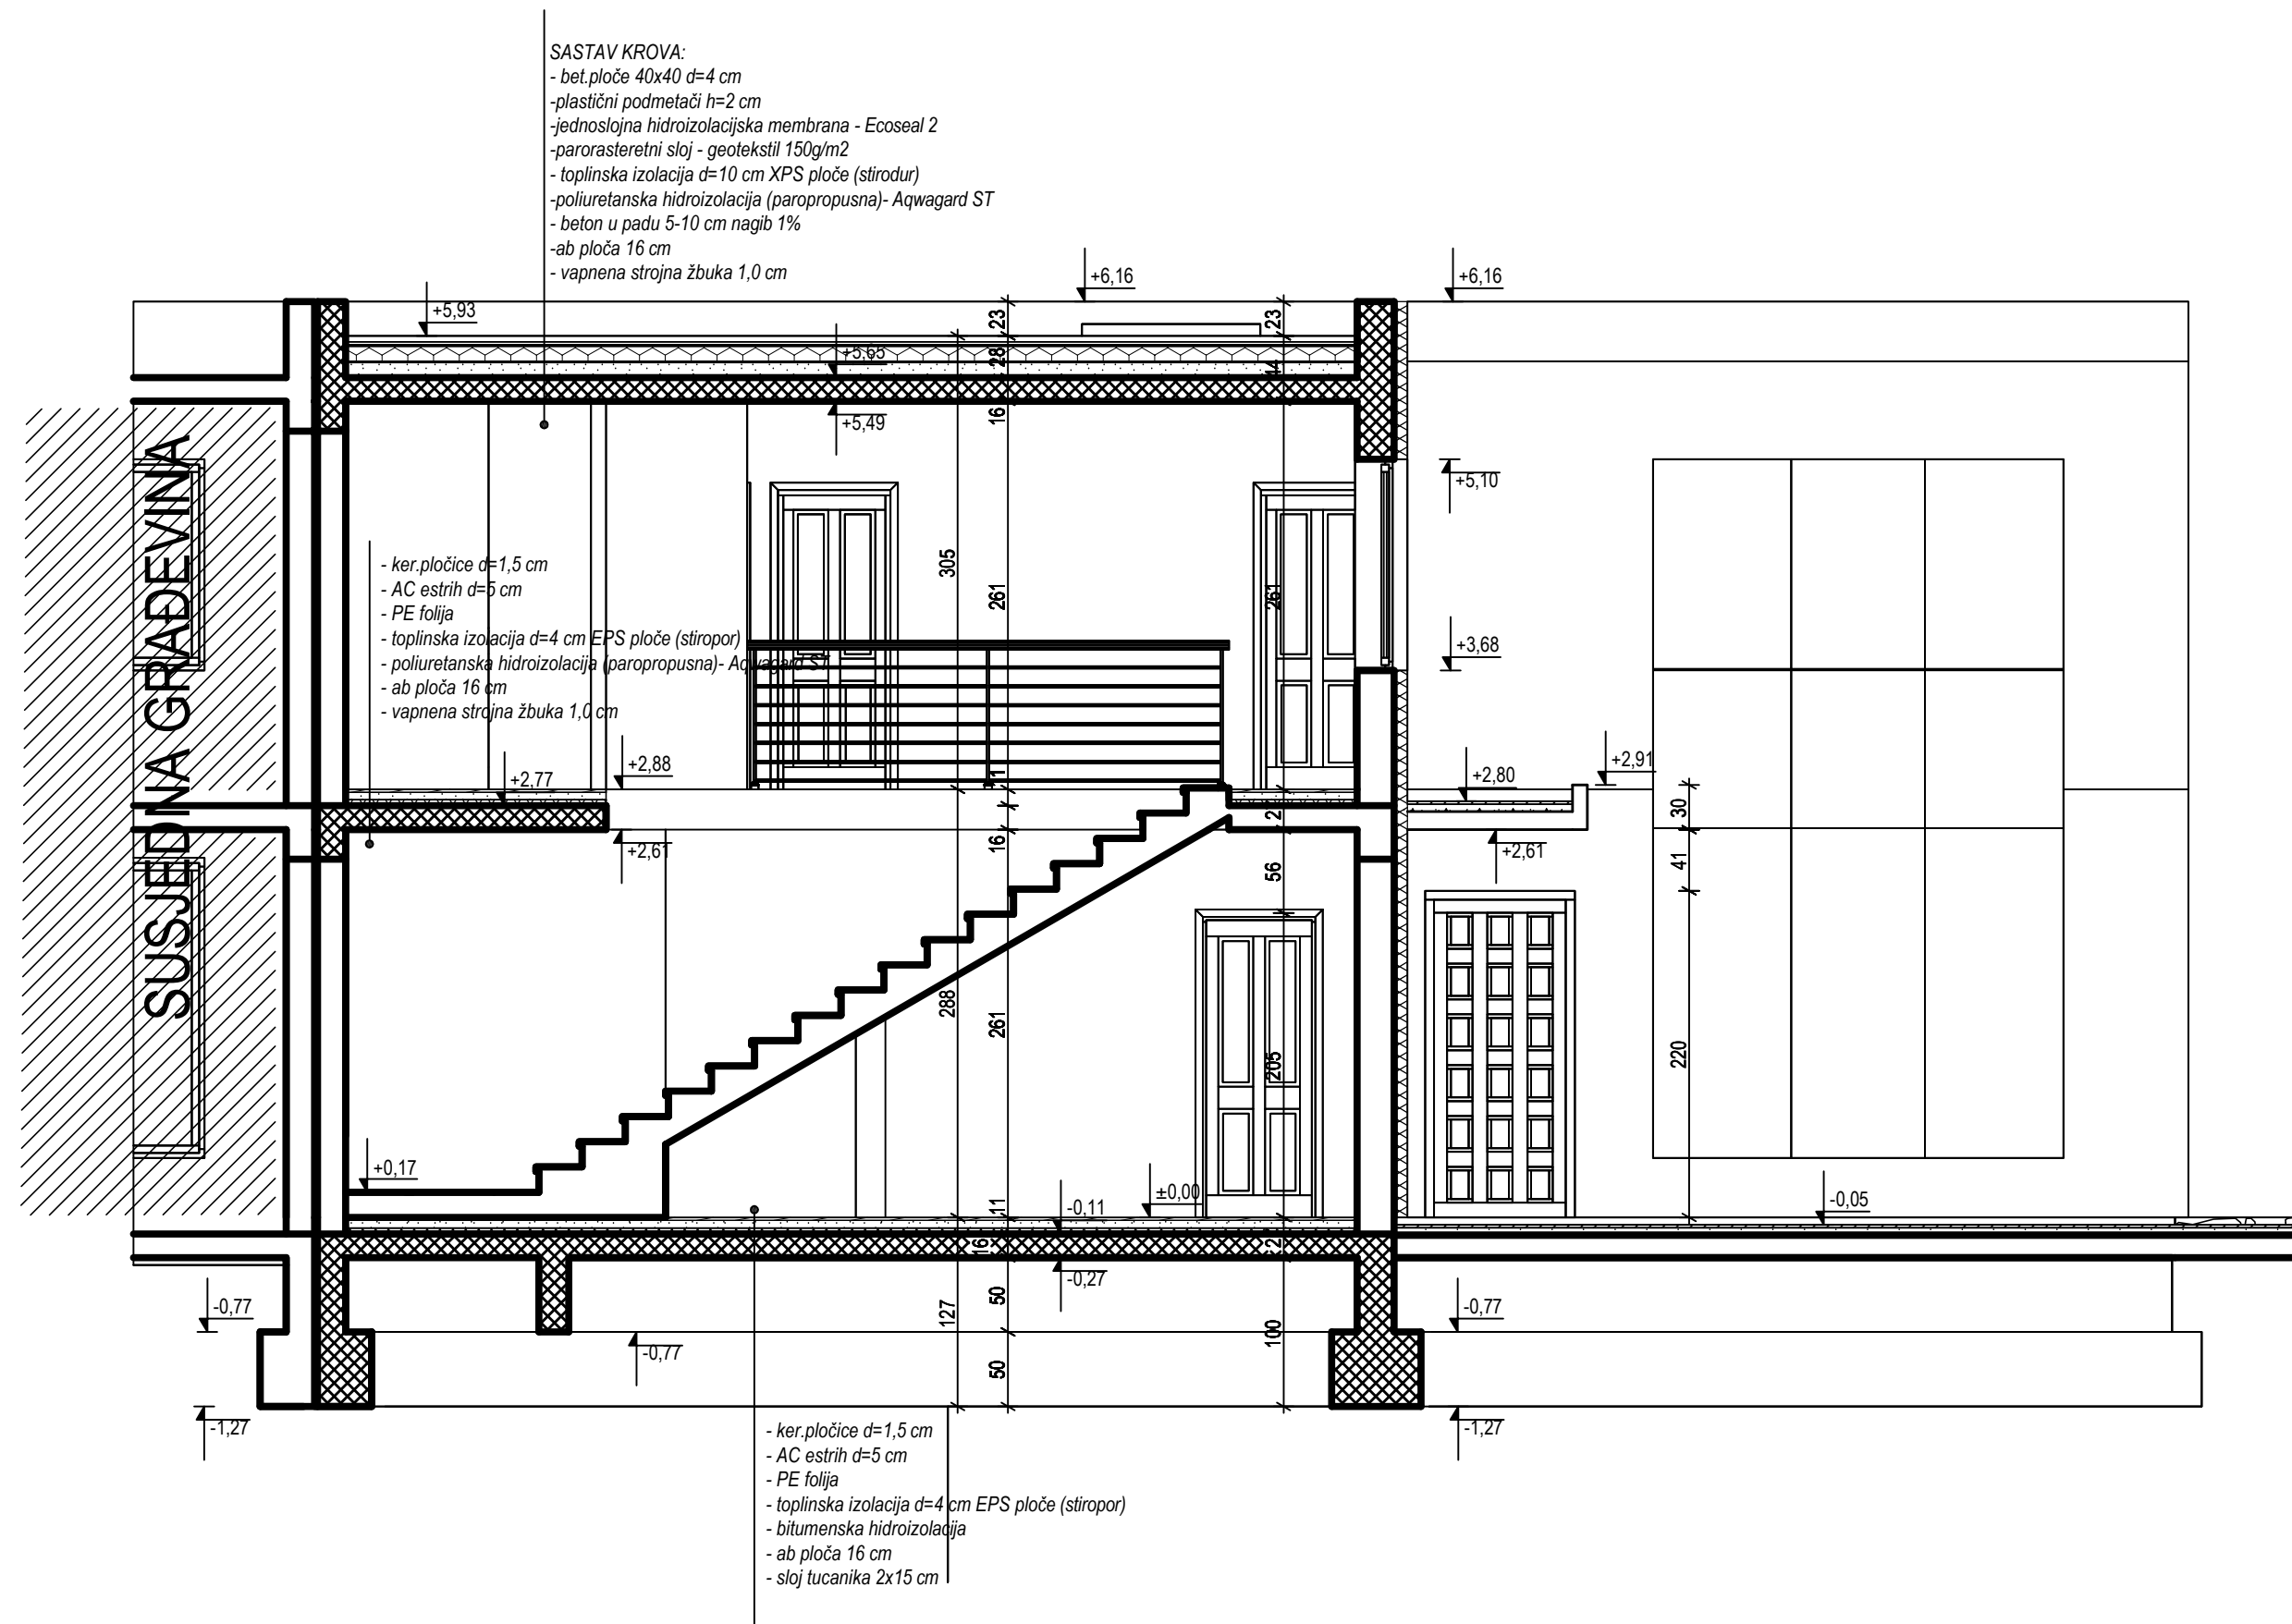 SASTAV KROVA:
- bet.ploče 40x40 d=4 cm
-plastični podmetači h=2 cm
-jednoslojna hidroizolacijska membrana - Ecoseal 2
-parorasteretni sloj - geotekstil 150g/m2
- toplinska izolacija d=10 cm XPS ploče (stirodur)
-poliuretanska hidroizolacija (paropropusna)- Aqwagard ST
- beton u padu 5-10 cm nagib 1%
-ab ploča 16 cm
- vapnena strojna žbuka 1,0 cm
+6,16
+6,16
+5,93
23
23
+5,65
28
44
16
+5,49
+5,10
SUSJEDNA GRAĐEVINA
- ker.pločice d=1,5 cm
- AC estrih d=5 cm
- PE folija
- toplinska izolacija d=4 cm EPS ploče (stiropor)
- poliuretanska hidroizolacija (paropropusna)- Aqwagard ST
- ab ploča 16 cm
- vapnena strojna žbuka 1,0 cm
305
261
261
+3,68
+2,77
+2,88
+2,80
+2,91
30
+2,61
16
56
+2,61
41
288
261
205
220
+0,17
11
-0,11
±0,00
-0,05
16
-0,27
-0,77
127
50
100
-0,77
-0,77
50
-1,27
-1,27
- ker.pločice d=1,5 cm
- AC estrih d=5 cm
- PE folija
- toplinska izolacija d=4 cm EPS ploče (stiropor)
- bitumenska hidroizolacija
- ab ploča 16 cm
- sloj tucanika 2x15 cm